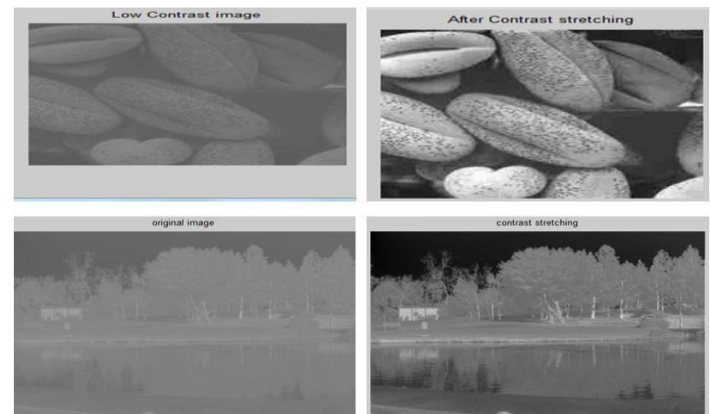 Low Contrast image
After Contrast stretching
original image
contrast stretching